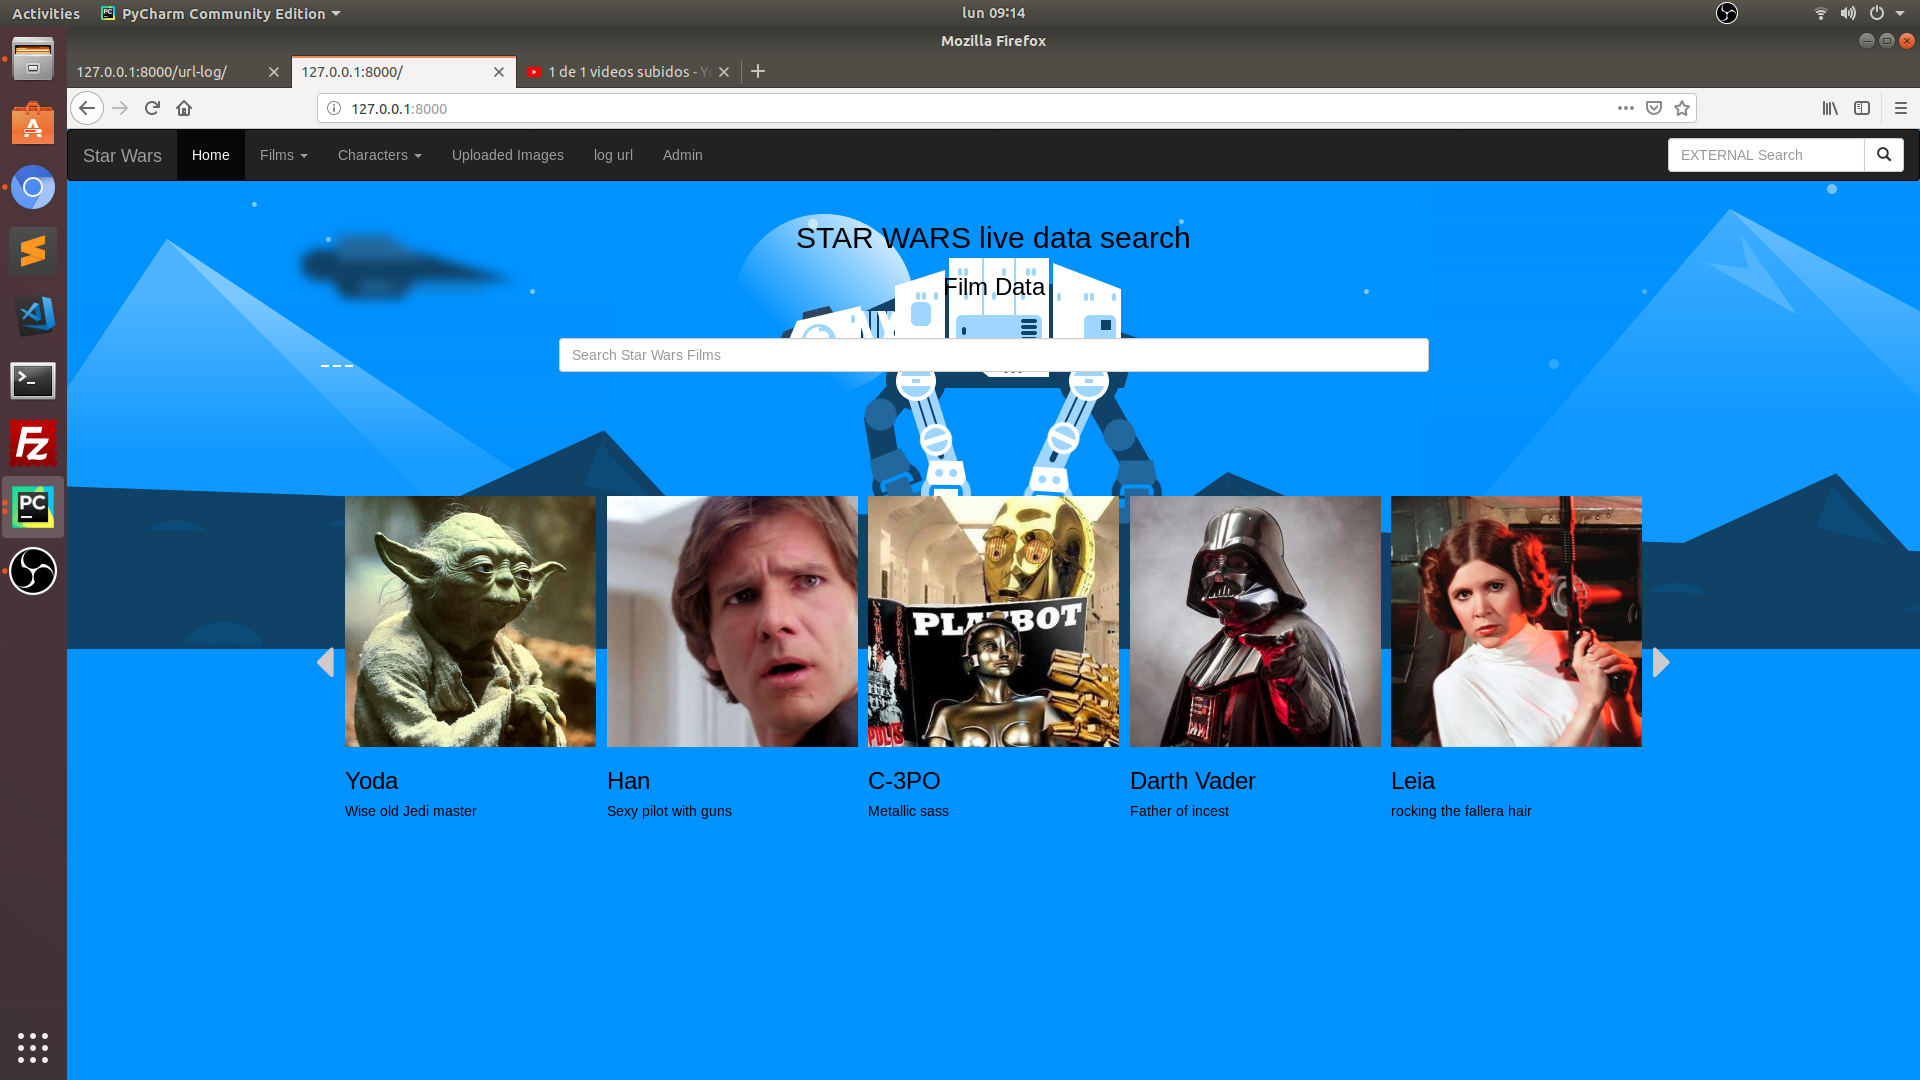 Activities
PyCharm Community Edition
lun 09:14
Mozilla Firefox
127.0.0.1:8000/url-log/
127.0.0.1:8000/
1 de 1 videos subidos - Yo
127.0.0.1:8000
Star Wars
Home
Films
Characters
Uploaded Images
log url
Admin
EXTERNAL Search
STAR WARS live data search
Film Data
Search Star Wars Films
PLAYBOT
Yoda
Han
C-3PO
Darth Vader
Leia
Wise old Jedi master
Sexy pilot with guns
Metallic sass
Father of incest
rocking the fallera hair
A
Fz
PC